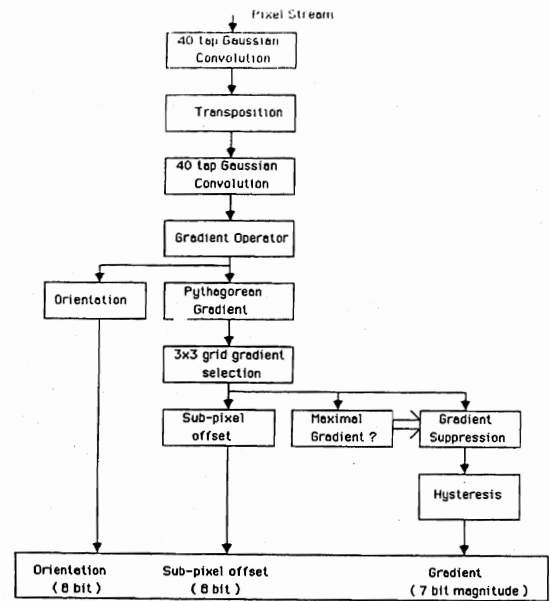 Pixel Stream
40 tap Gaussian
Convolution
Transposition
40 tap Gaussian
Convolution
Gradient Operator
Orientation
Pythagorean
Gradient
3x3 grid gradient
selection
Sub-pixel
offset
Maximal
Gradient ?
Gradient
Suppression
Hysteresis
Orientation
( 8 bit )
Sub-pixel offset
( 8 bit )
Gradient
( 7 bit magnitude )